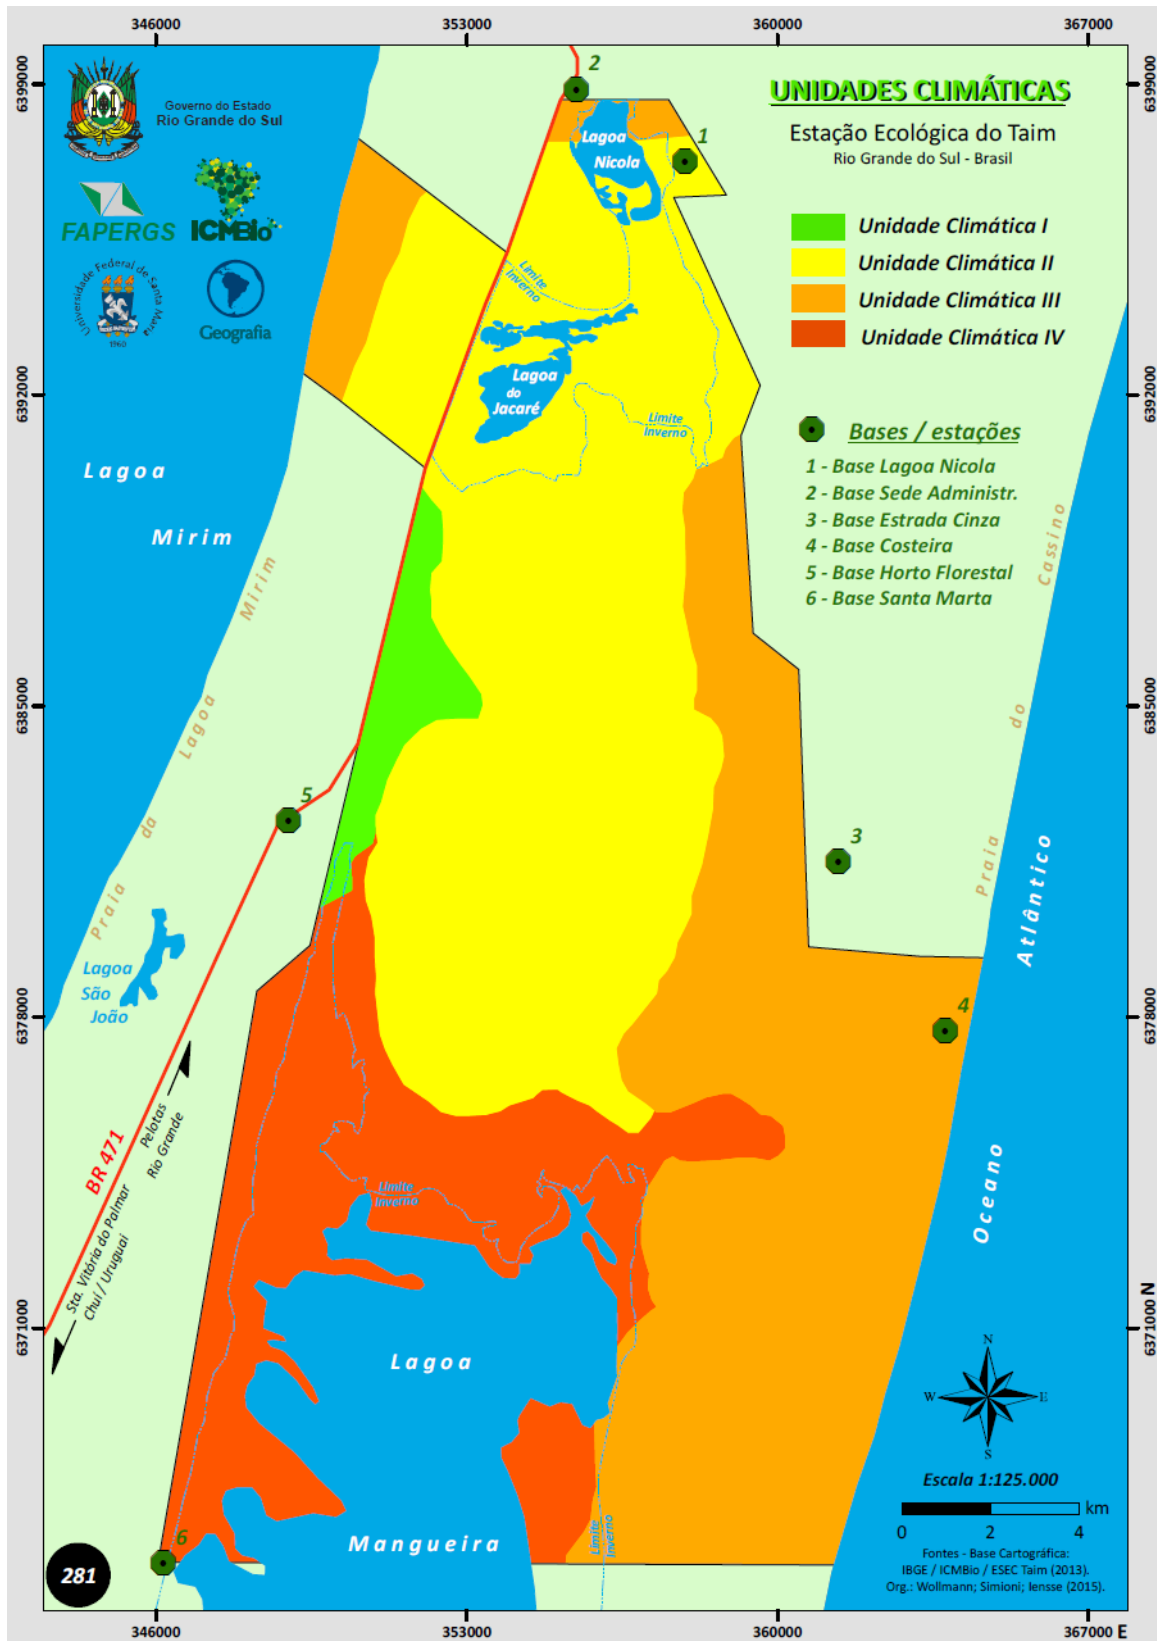 346000
353000
360000
367000
6399000
6399000
Governo do Estado
Rio Grande do Sul
FAPERGS
ICMBio
Universidade Federal de Santa Maria
1960
Geografia
UNIDADES CLIMÁTICAS
Estação Ecológica do Taim
Rio Grande do Sul - Brasil
Unidade Climática I
Unidade Climática II
Unidade Climática III
Unidade Climática IV
Bases / estações
1 - Base Lagoa Nicola
2 - Base Sede Administr.
3 - Base Estrada Cinza
4 - Base Costeira
5 - Base Horto Florestal
6 - Base Santa Marta
2
1
Lagoa
Nicola
Limite
Inverno
Lagoa
do
Jacaré
Limite
Inverno
6392000
6392000
Lagoa
Mirim
Praia da Lagoa Mirim
Praia do Cassino
6385000
6385000
5
3
Oceano Atlântico
Lagoa
São
João
6378000
6378000
4
BR 471
Pelotas
Rio Grande
Sta. Vitória do Palmar
Chuí / Uruguai
Limite
Inverno
6371000
6371000 N
Lagoa
Mangueira
Limite
Inverno
6
281
N
W
E
S
Escala 1:125.000
km
0
2
4
Fontes - Base Cartográfica:
IBGE / ICMBio / ESEC Taim (2013).
Org.: Wollmann; Simioni; Iensse (2015).
346000
353000
360000
367000 E